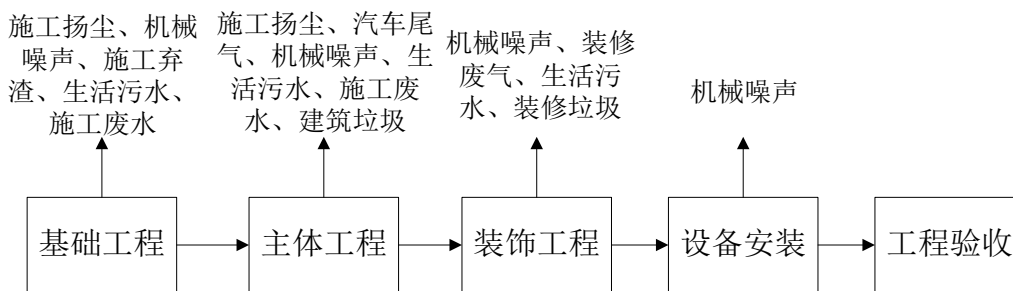 施工扬尘、机械
噪声、施工弃
渣、生活污水、
施工废水
施工扬尘、汽车尾
气、机械噪声、生
活污水、施工废
水、建筑垃圾
机械噪声、装修
废气、生活污
水、装修垃圾
机械噪声
基础工程
主体工程
装饰工程
设备安装
工程验收